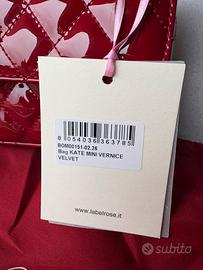 8 054036 363785
BOM00151-02.26
Bag KATE MINI VERNICE
VELVET
www.labelrose.it
subito